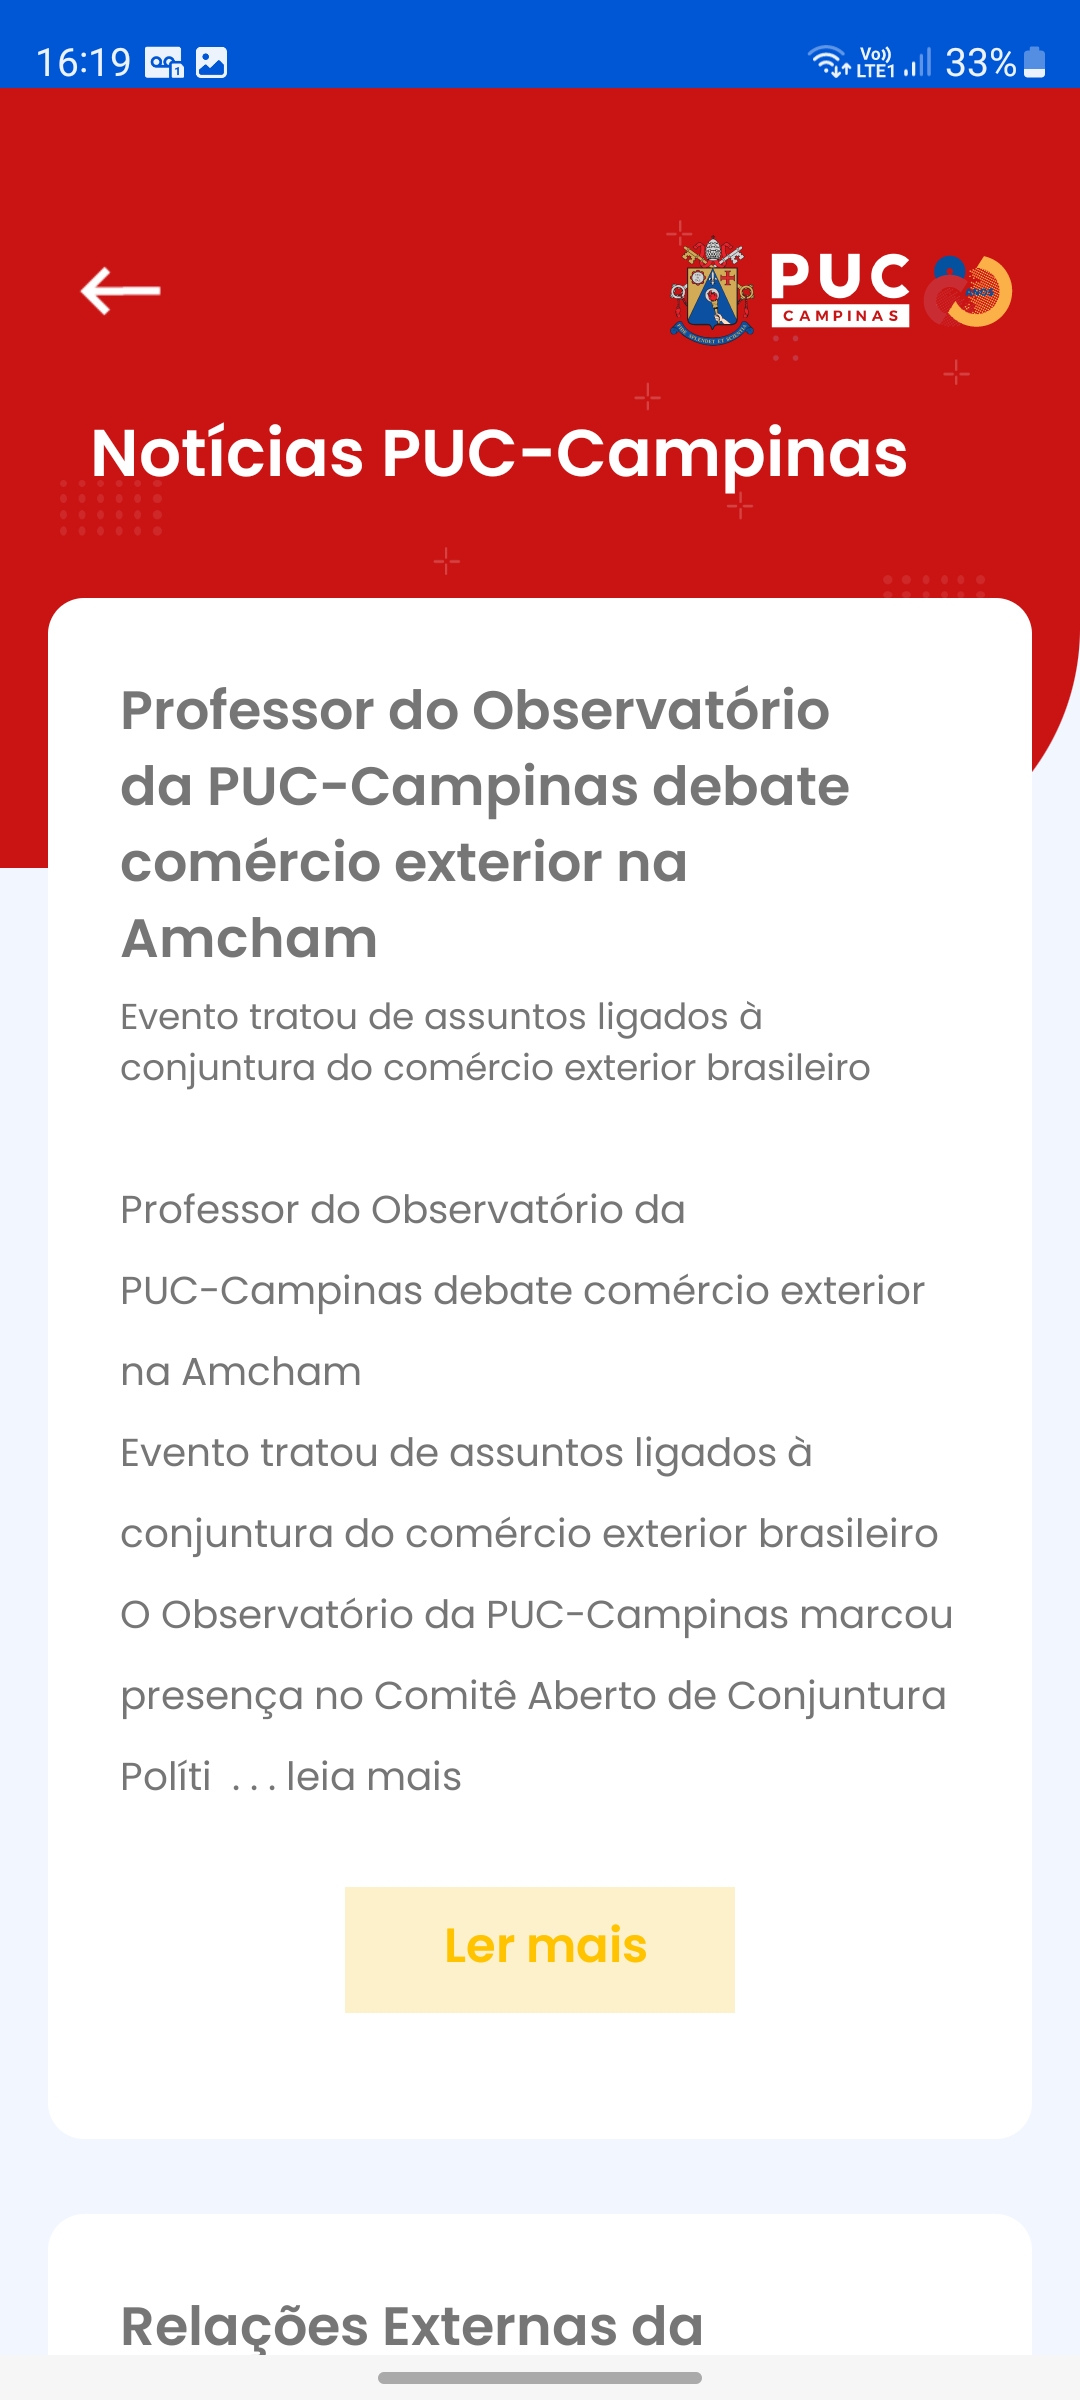 16:19
Vo))
LTE1
33%
PUC
CAMPINAS
Notícias PUC-Campinas
Professor do Observatório
da PUC-Campinas debate
comércio exterior na
Amcham
Evento tratou de assuntos ligados à
conjuntura do comércio exterior brasileiro
Professor do Observatório da
PUC-Campinas debate comércio exterior
na Amcham
Evento tratou de assuntos ligados à
conjuntura do comércio exterior brasileiro
O Observatório da PUC-Campinas marcou
presença no Comitê Aberto de Conjuntura
Políti ... leia mais
Ler mais
Relações Externas da